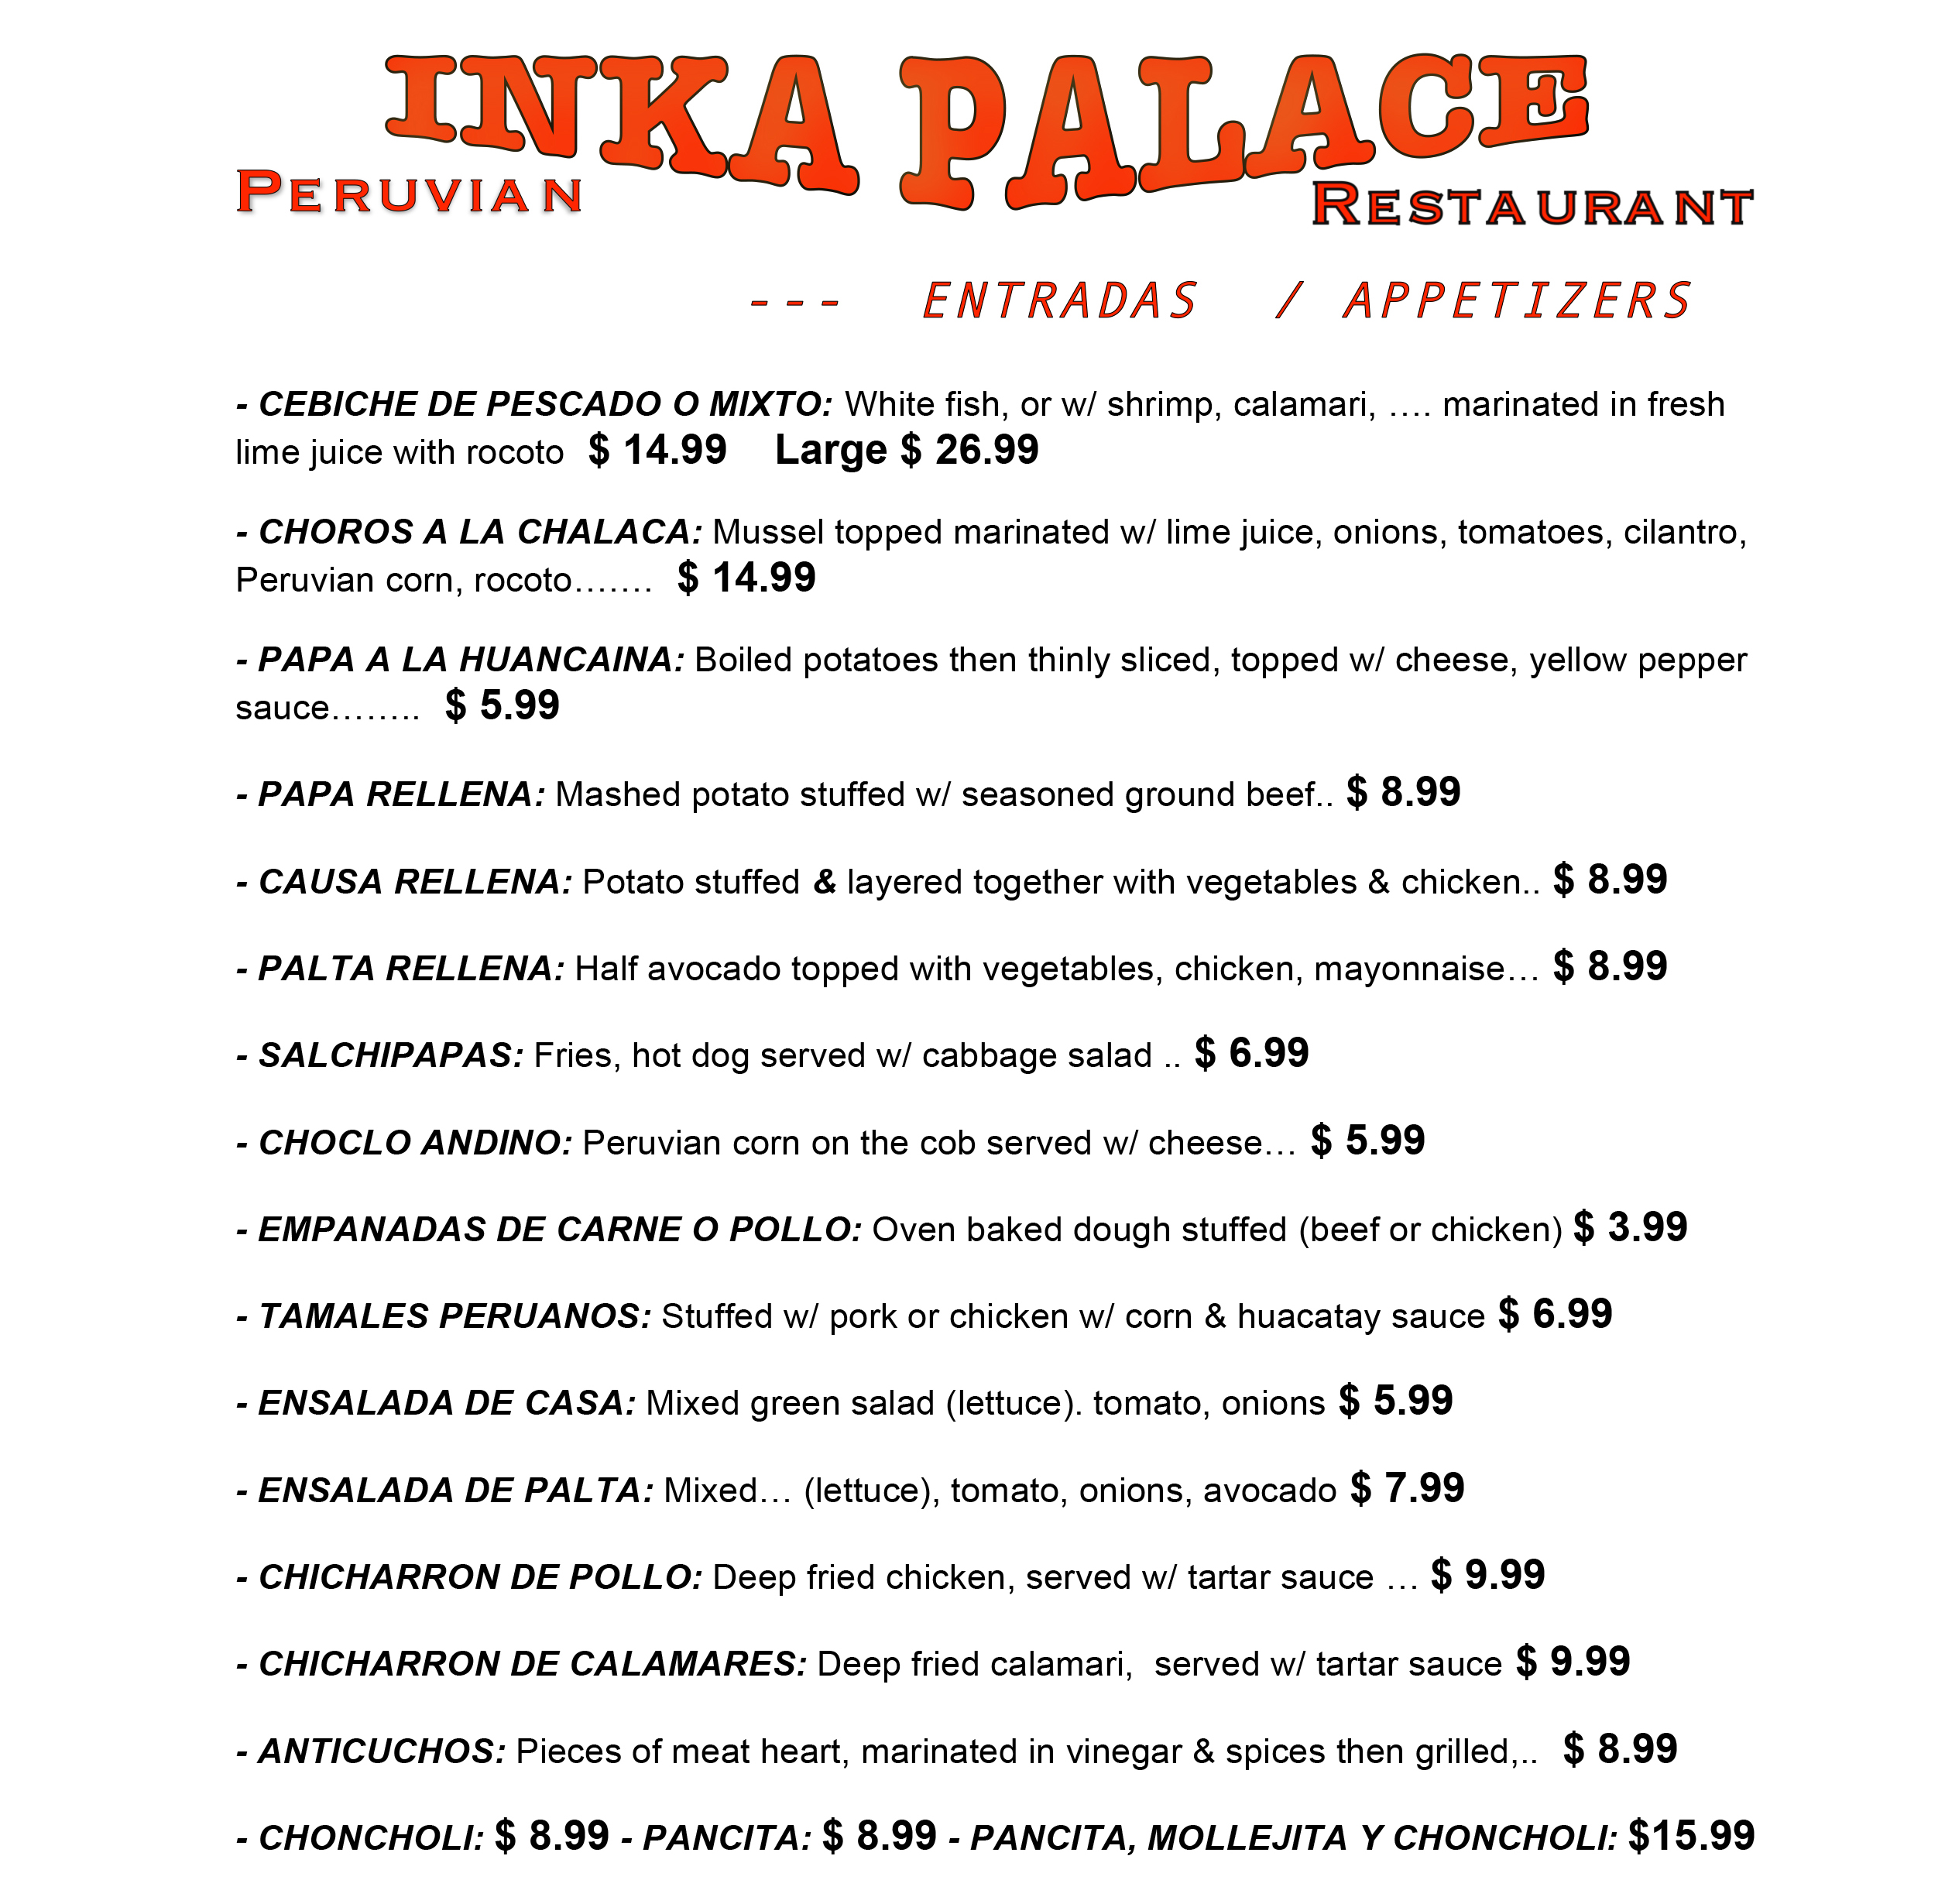 INKA PALACE
PERUVIAN
RESTAURANT
--- ENTRADAS / APPETIZERS
- CEBICHE DE PESCADO O MIXTO: White fish, or w/ shrimp, calamari, …. marinated in fresh
lime juice with rocoto $ 14.99 Large $ 26.99
- CHOROS A LA CHALACA: Mussel topped marinated w/ lime juice, onions, tomatoes, cilantro,
Peruvian corn, rocoto……. $ 14.99
- PAPA A LA HUANCAINA: Boiled potatoes then thinly sliced, topped w/ cheese, yellow pepper
sauce…….. $ 5.99
- PAPA RELLENA: Mashed potato stuffed w/ seasoned ground beef.. $ 8.99
- CAUSA RELLENA: Potato stuffed & layered together with vegetables & chicken.. $ 8.99
- PALTA RELLENA: Half avocado topped with vegetables, chicken, mayonnaise… $ 8.99
- SALCHIPAPAS: Fries, hot dog served w/ cabbage salad .. $ 6.99
- CHOCLO ANDINO: Peruvian corn on the cob served w/ cheese… $ 5.99
- EMPANADAS DE CARNE O POLLO: Oven baked dough stuffed (beef or chicken) $ 3.99
- TAMALES PERUANOS: Stuffed w/ pork or chicken w/ corn & huacatay sauce $ 6.99
- ENSALADA DE CASA: Mixed green salad (lettuce). tomato, onions $ 5.99
- ENSALADA DE PALTA: Mixed… (lettuce), tomato, onions, avocado $ 7.99
- CHICHARRON DE POLLO: Deep fried chicken, served w/ tartar sauce … $ 9.99
- CHICHARRON DE CALAMARES: Deep fried calamari, served w/ tartar sauce $ 9.99
- ANTICUCHOS: Pieces of meat heart, marinated in vinegar & spices then grilled,.. $ 8.99
- CHONCHOLI: $ 8.99 - PANCITA: $ 8.99 - PANCITA, MOLLEJITA Y CHONCHOLI: $15.99